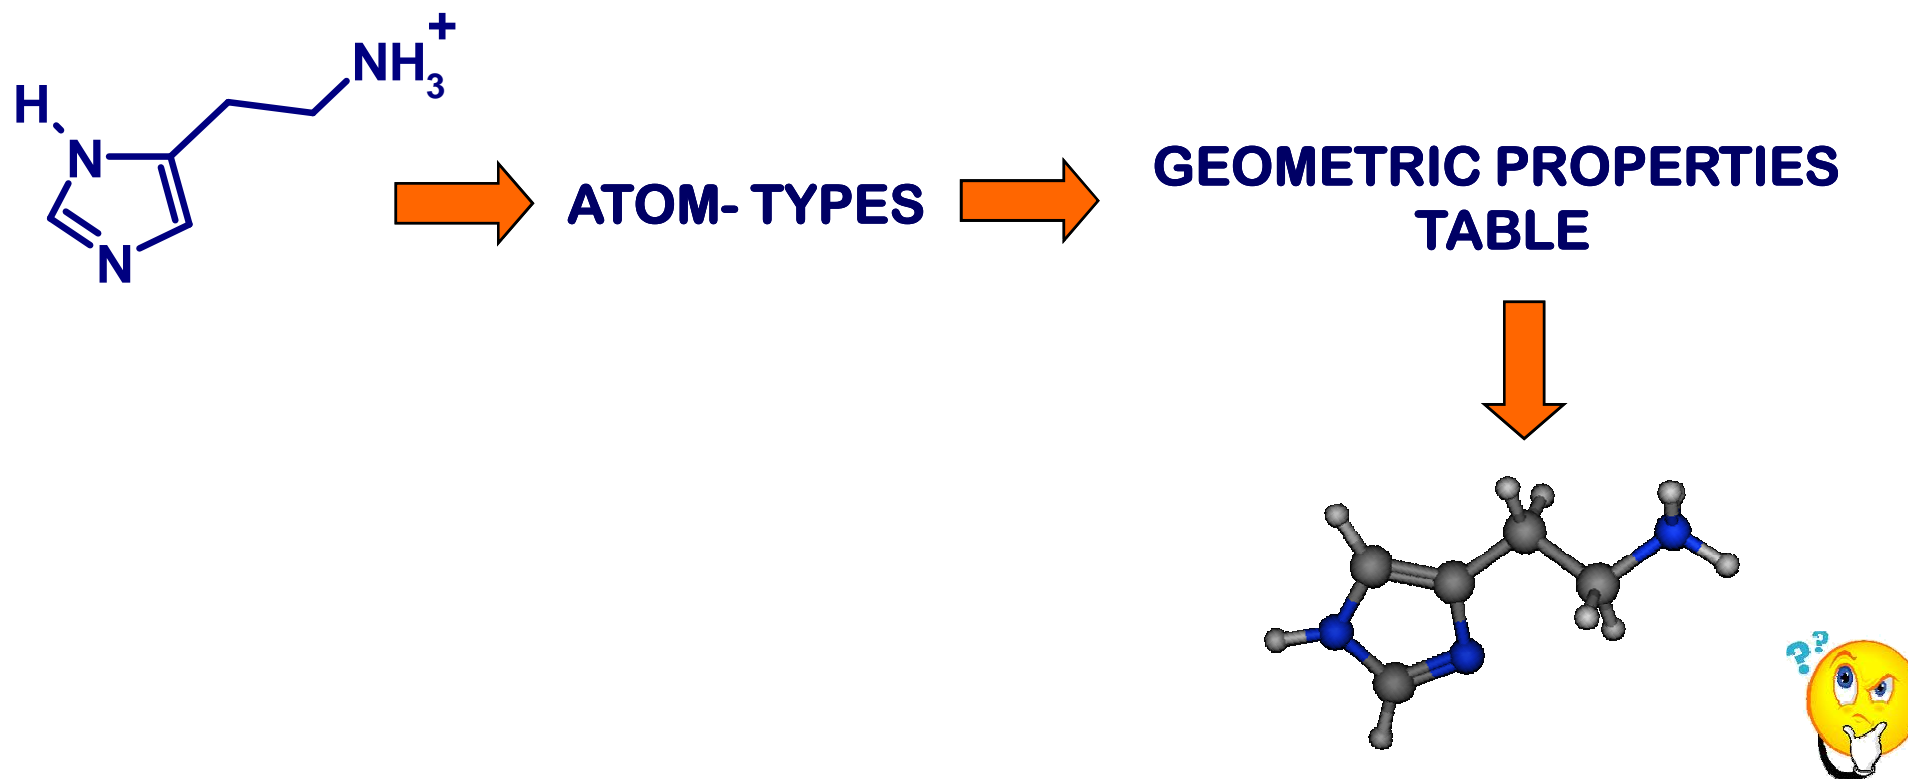 NH3+
H
N
N
ATOM- TYPES
GEOMETRIC PROPERTIES
TABLE
? ?